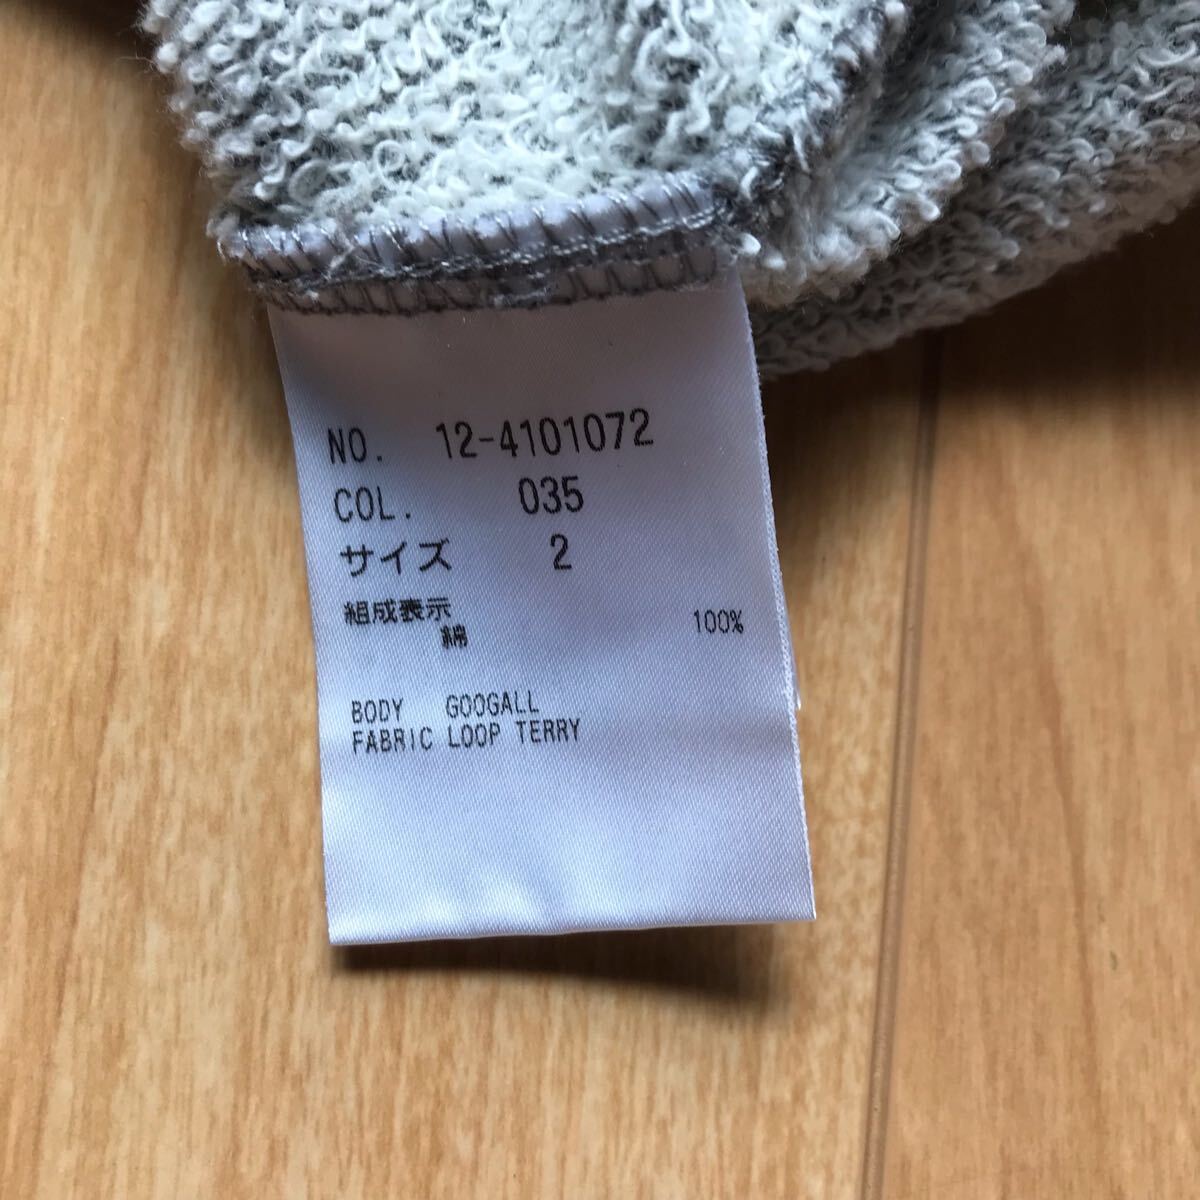 NO. 12-4101072
COL. 035
サイズ 2
組成表示
綿 100%
BODY GOOGALL
FABRIC LOOP TERRY